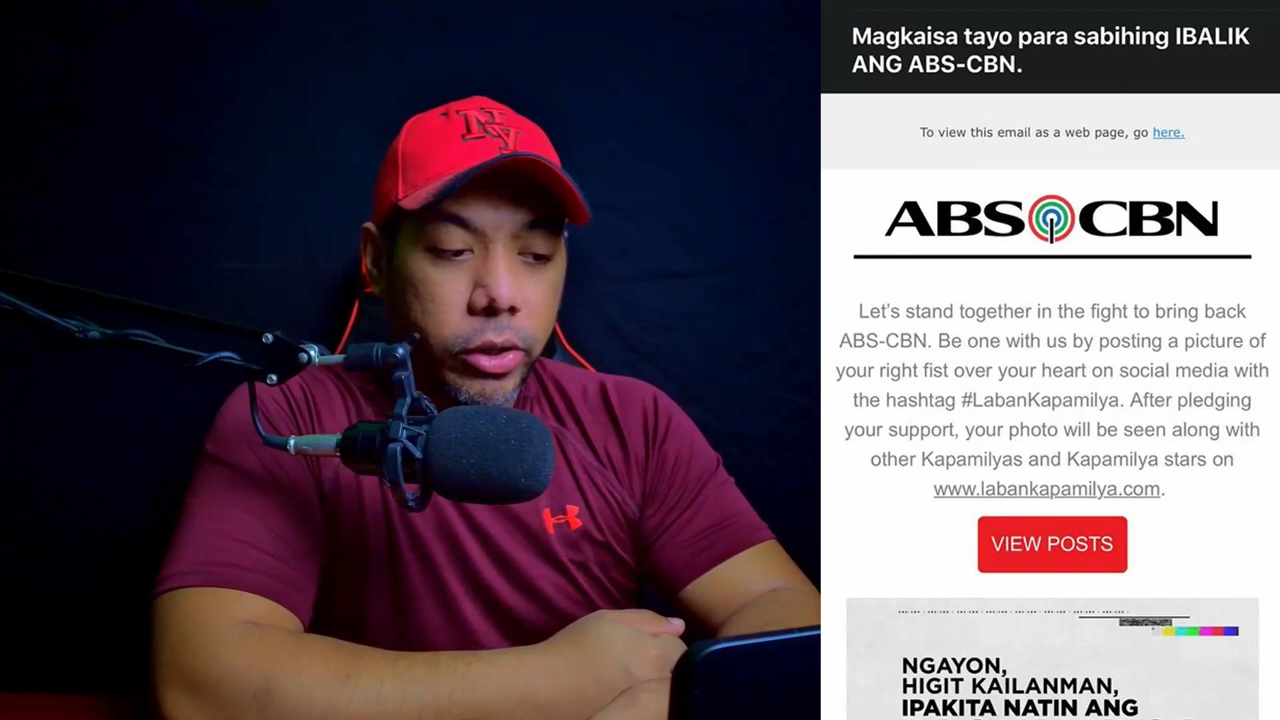 NY
Magkaisa tayo para sabihing IBALIK
ANG ABS-CBN.
To view this email as a web page, go here.
ABS CBN
Let's stand together in the fight to bring back
ABS-CBN. Be one with us by posting a picture of
your right fist over your heart on social media with
the hashtag #LabanKapamilya. After pledging
your support, your photo will be seen along with
other Kapamilyas and Kapamilya stars on
www.labankapamilya.com.
VIEW POSTS
NGAYON,
HIGIT KAILANMAN,
IPAKITA NATIN ANG